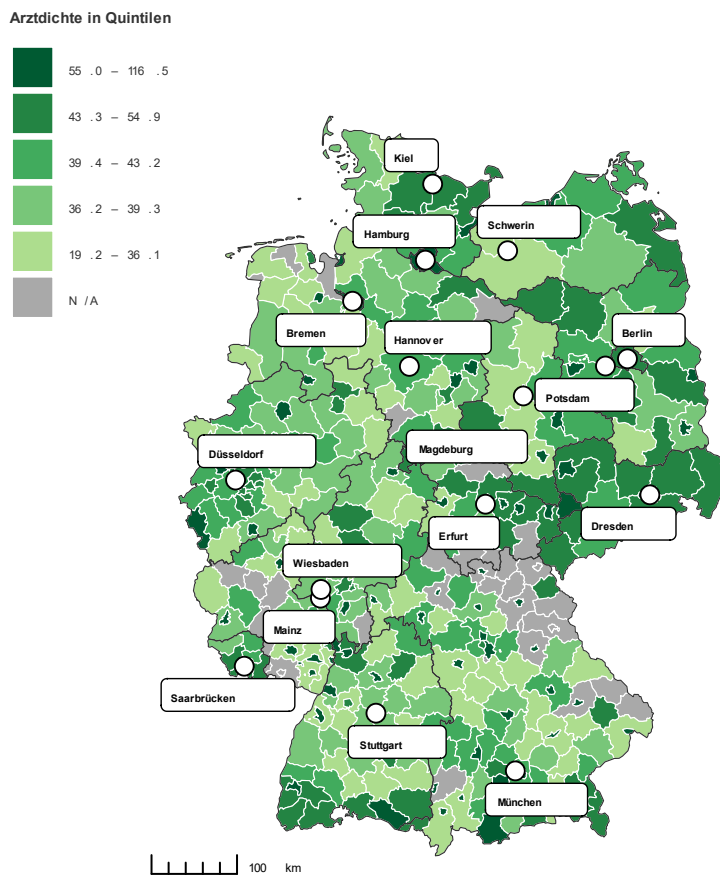 Arztdichte in Quintilen
55 .0 – 116 .5
43 .3 – 54 .9
39 .4 – 43 .2
36 .2 – 39 .3
19 .2 – 36 .1
N /A
Kiel
Schwerin
Hamburg
Bremen
Hannover
Berlin
Potsdam
Düsseldorf
Magdeburg
Erfurt
Dresden
Wiesbaden
Mainz
Saarbrücken
Stuttgart
München
100 km